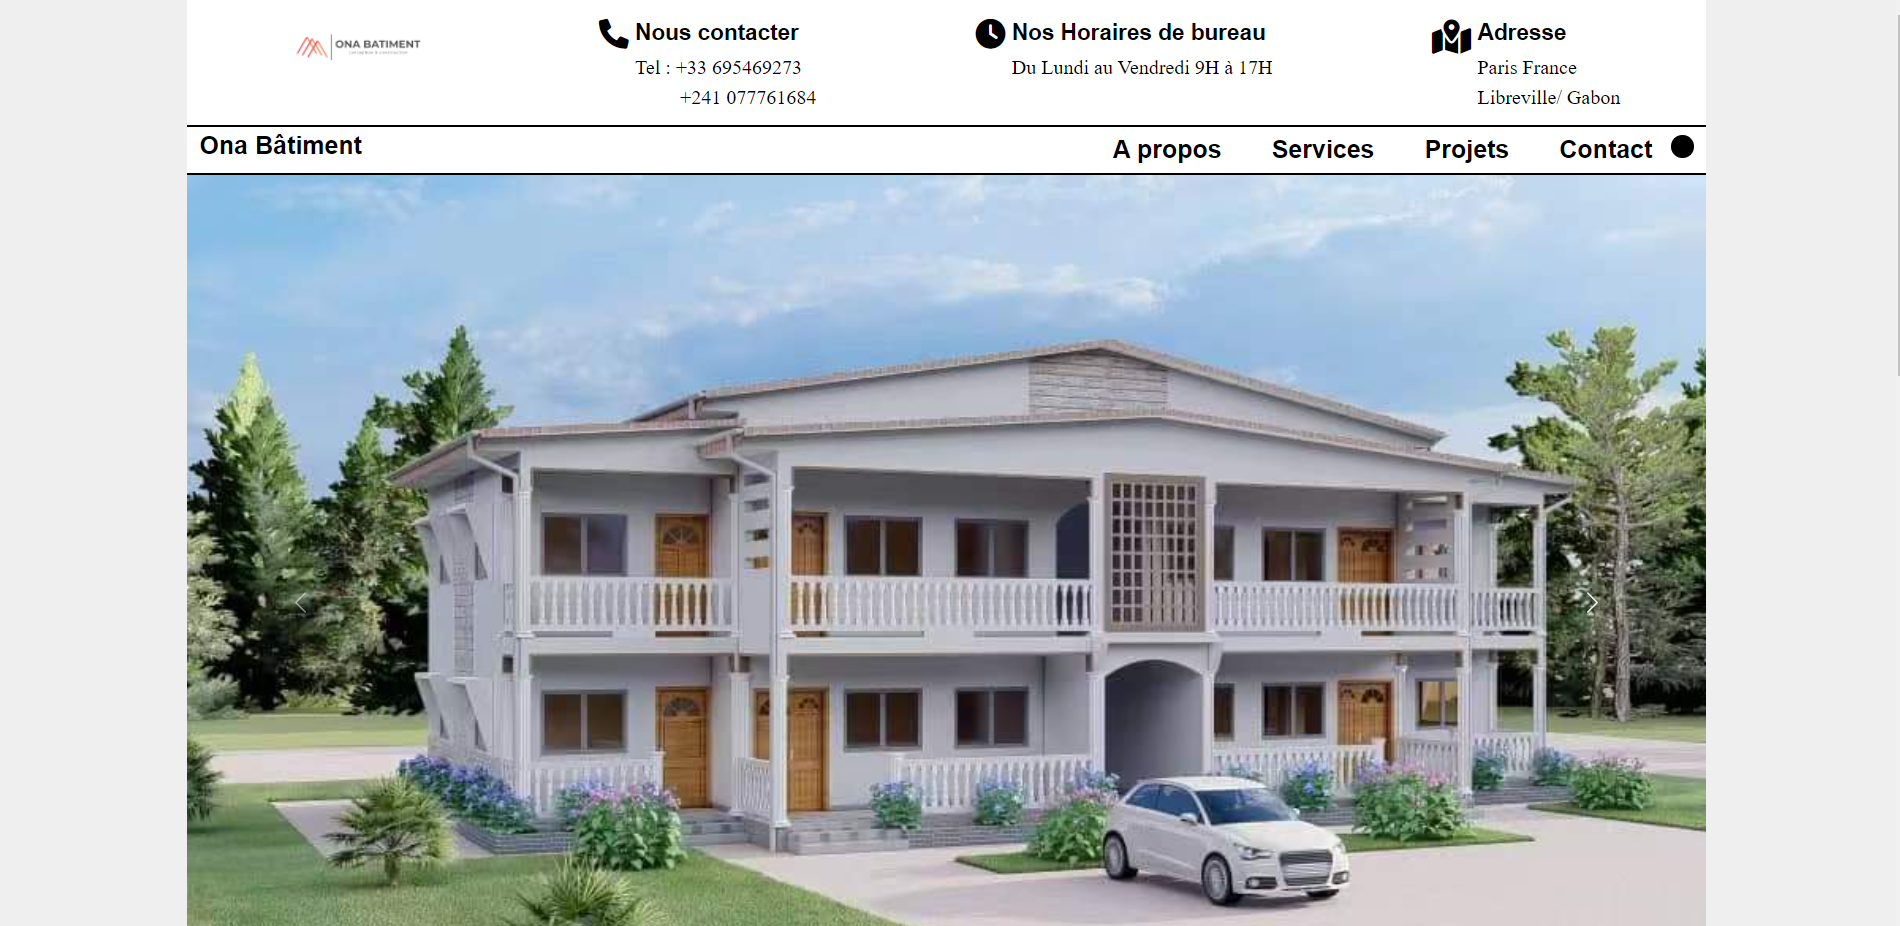 ONA BATIMENT
Nous contacter
Tel : +33 695469273
+241 077761684
Nos Horaires de bureau
Du Lundi au Vendredi 9H à 17H
Adresse
Paris France
Libreville/ Gabon
Ona Bâtiment
A propos
Services
Projets
Contact